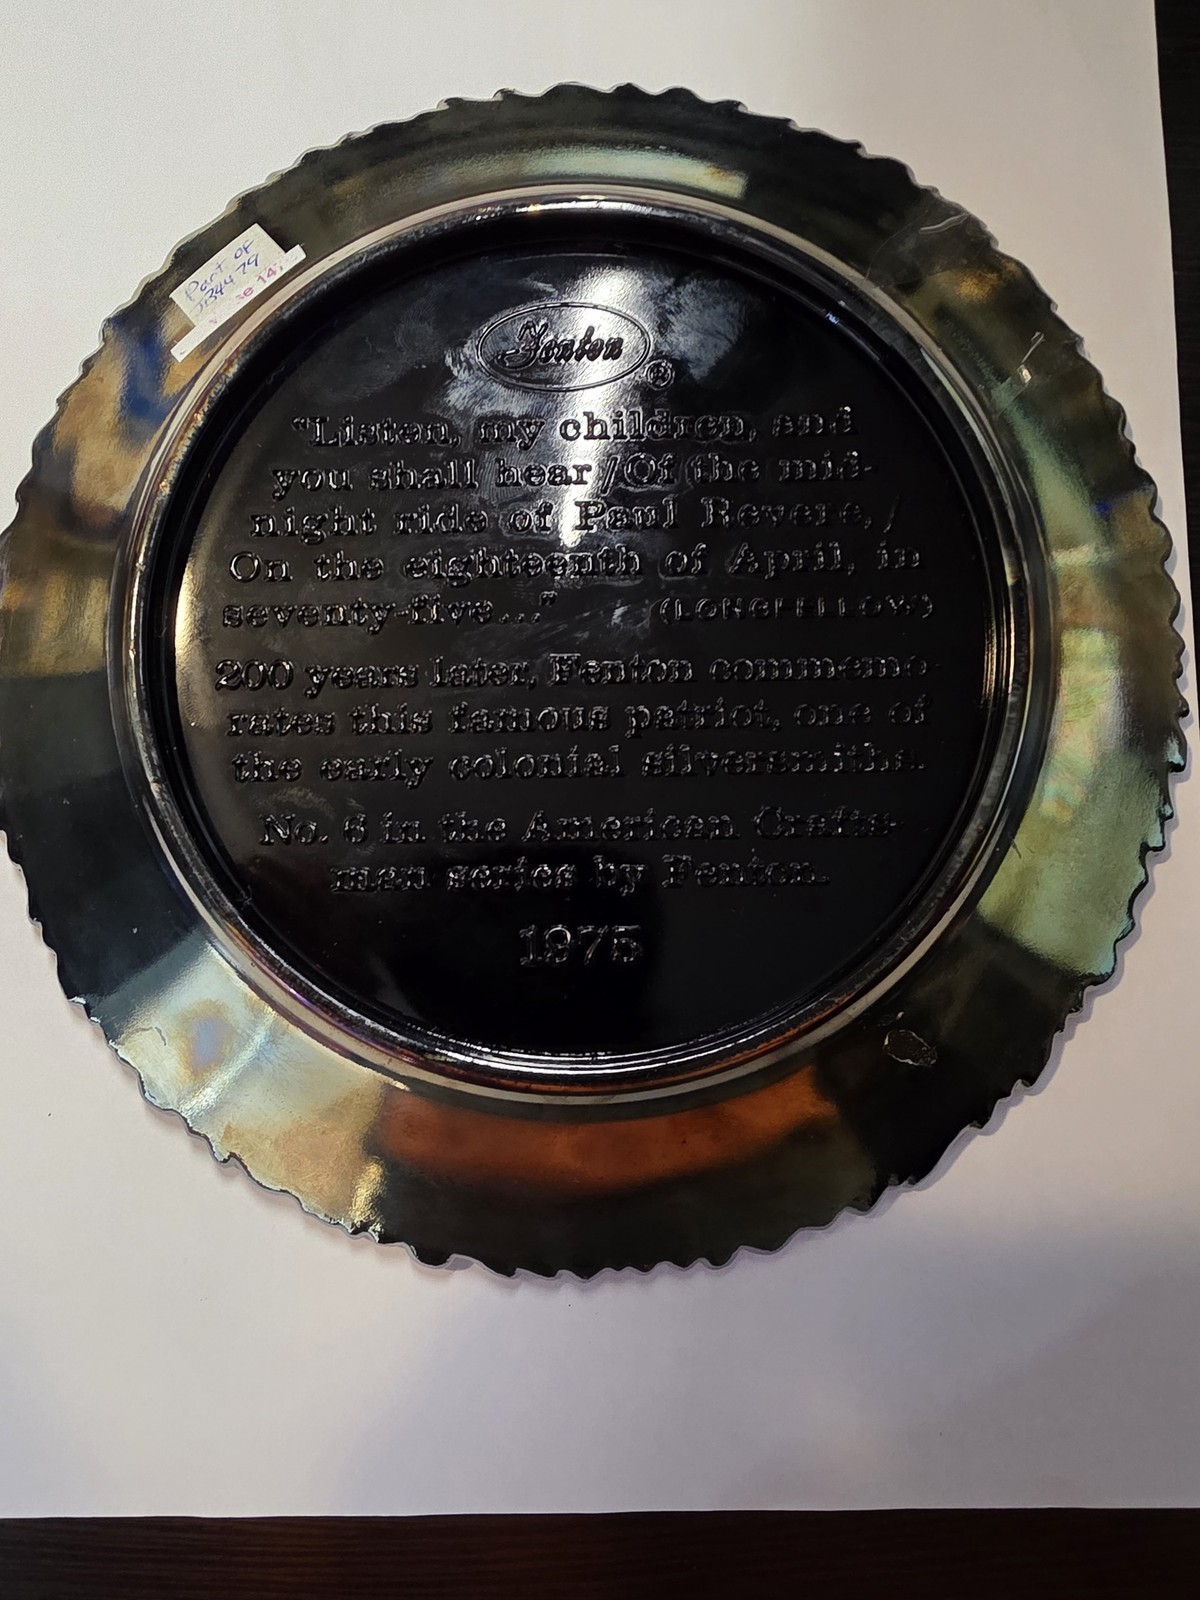 Part OF
Fenton ®
"Listen, my children, and
you shall hear/Of the mid-
night ride of Paul Revere,/
On the eighteenth of April, in
seventy-five..." (LONGFELLOW)
200 years later, Fenton commemo-
rates this famous patriot, one of
the early colonial silversmiths.
No. 6 in the American Crafts-
man series by Fenton.
1975